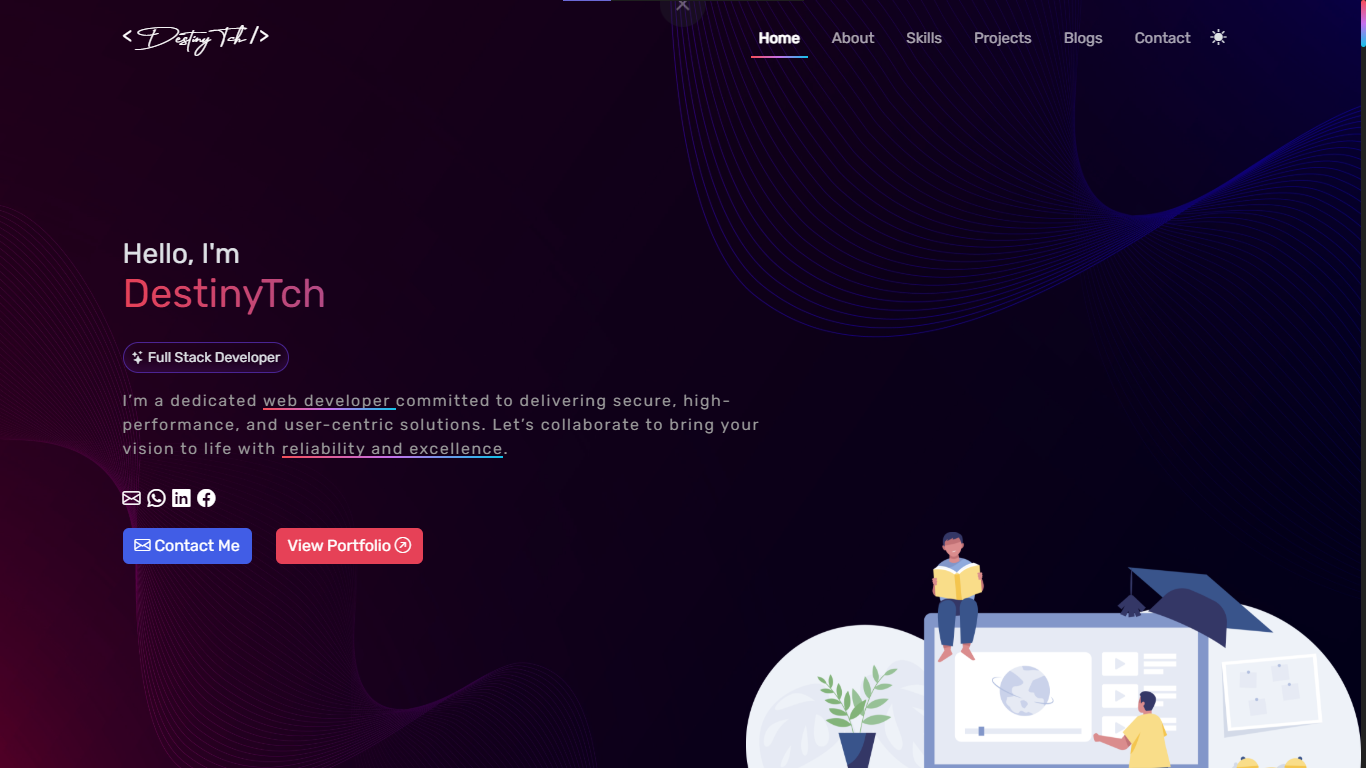 < DestinyTch />
Home About Skills Projects Blogs Contact
Hello, I'm
DestinyTch
Full Stack Developer
I’m a dedicated web developer committed to delivering secure, high-
performance, and user-centric solutions. Let’s collaborate to bring your
vision to life with reliability and excellence.
Contact Me View Portfolio